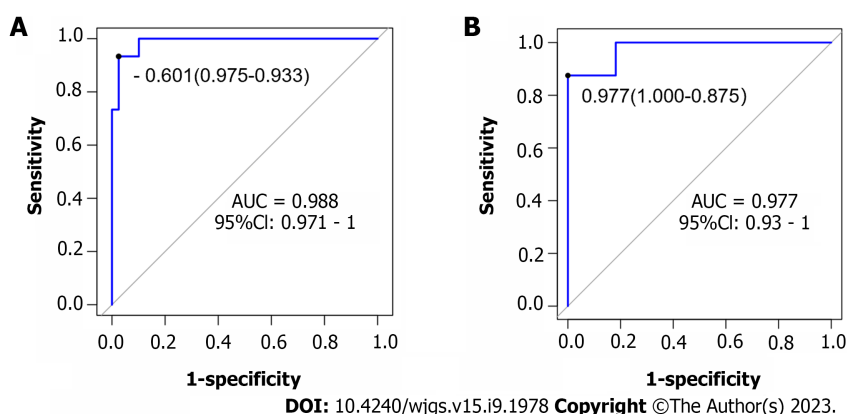 A
Sensitivity
1.0
0.8
0.6
0.4
0.2
0.0
- 0.601(0.975-0.933)
AUC = 0.988
95%CI: 0.971 - 1
0.0 0.2 0.4 0.6 0.8 1.0
1-specificity
B
Sensitivity
1.0
0.8
0.6
0.4
0.2
0.0
0.977(1.000-0.875)
AUC = 0.977
95%CI: 0.93 - 1
0.0 0.2 0.4 0.6 0.8 1.0
1-specificity
DOI: 10.4240/wjgs.v15.i9.1978 Copyright ©The Author(s) 2023.